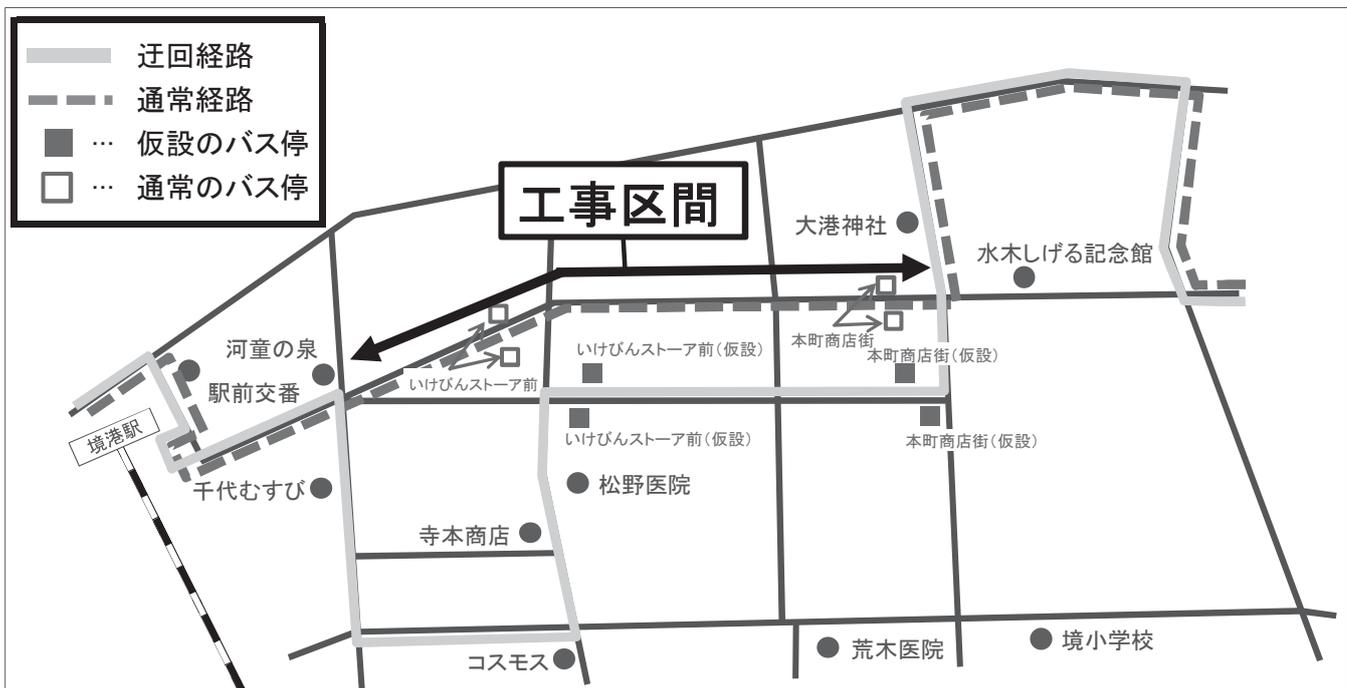 迂回経路
通常経路
… 仮設のバス停
… 通常のバス停
工事区間
大港神社
水木しげる記念館
河童の泉
駅前交番
いけびんストーア前
いけびんストーア前（仮設）
本町商店街
本町商店街（仮設）
境港駅
いけびんストーア前（仮設）
本町商店街（仮設）
千代むすび
松野医院
寺本商店
コスモス
荒木医院
境小学校